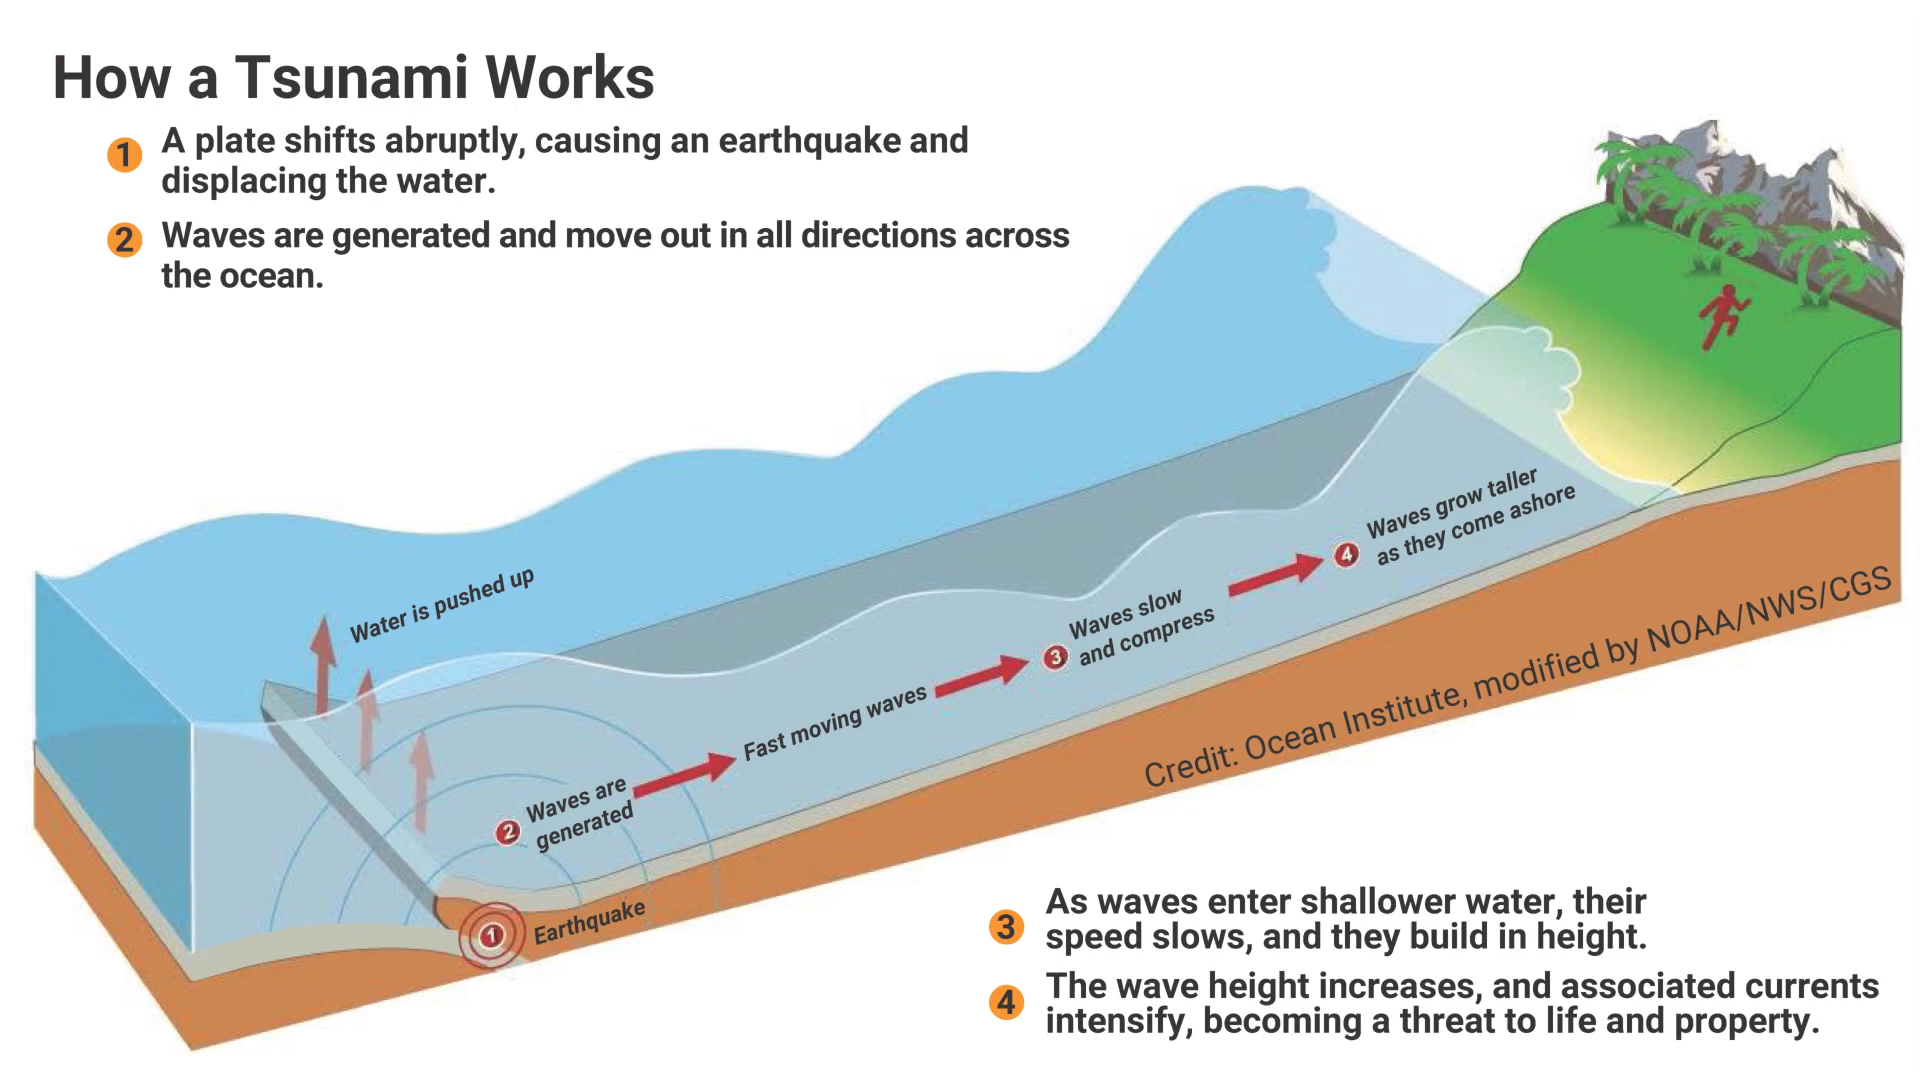 How a Tsunami Works
1 A plate shifts abruptly, causing an earthquake and
displacing the water.
2 Waves are generated and move out in all directions across
the ocean.
Water is pushed up
1 Earthquake
2 Waves are
generated
Fast moving waves
3 Waves slow
and compress
4 Waves grow taller
as they come ashore
Credit: Ocean Institute, modified by NOAA/NWS/CGS
3 As waves enter shallower water, their
speed slows, and they build in height.
4 The wave height increases, and associated currents
intensify, becoming a threat to life and property.